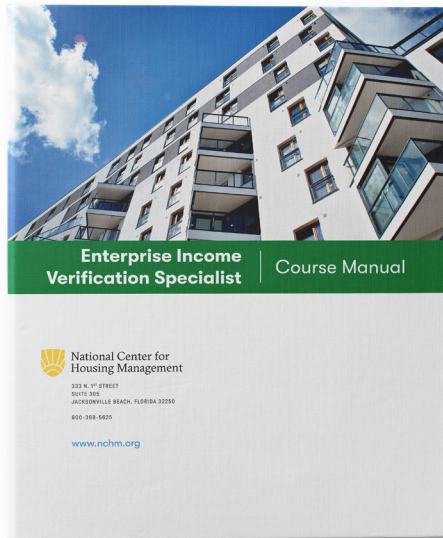 Enterprise Income
Verification Specialist
Course Manual
National Center for
Housing Management
333 N. 1ST STREET
SUITE 305
JACKSONVILLE BEACH, FLORIDA 32250
800-368-5625
www.nchm.org